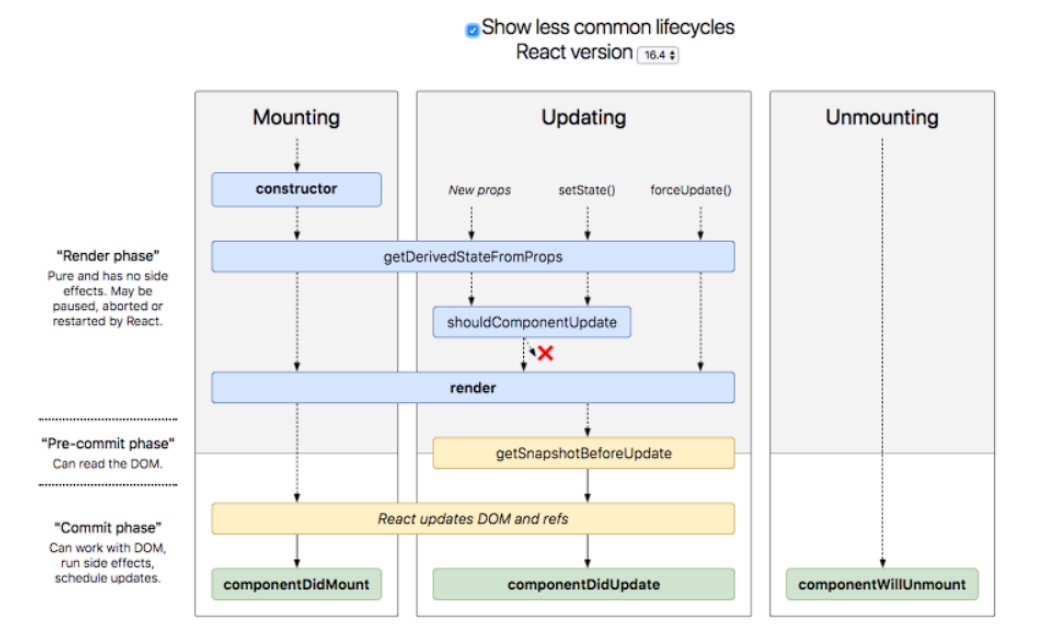 Show less common lifecycles
React version 16.4
Mounting
Updating
Unmounting
constructor
New props
setState()
forceUpdate()
"Render phase"
Pure and has no side
effects. May be
paused, aborted or
restarted by React.
getDerivedStateFromProps
shouldComponentUpdate
render
"Pre-commit phase"
Can read the DOM.
getSnapshotBeforeUpdate
"Commit phase"
Can work with DOM,
run side effects,
schedule updates.
React updates DOM and refs
componentDidMount
componentDidUpdate
componentWillUnmount